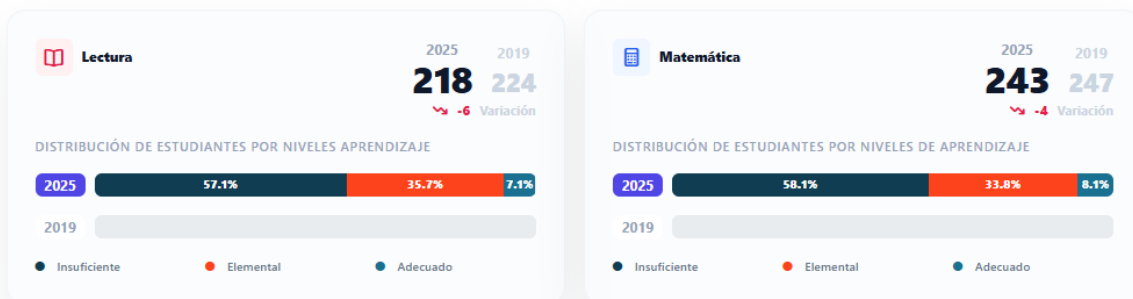 Lectura
2025 2019
218 224
-6 Variación
DISTRIBUCIÓN DE ESTUDIANTES POR NIVELES APRENDIZAJE
2025 57.1% 35.7% 7.1%
2019
Insuficiente Elemental Adecuado
Matemática
2025 2019
243 247
-4 Variación
DISTRIBUCIÓN DE ESTUDIANTES POR NIVELES DE APRENDIZAJE
2025 58.1% 33.8% 8.1%
2019
Insuficiente Elemental Adecuado